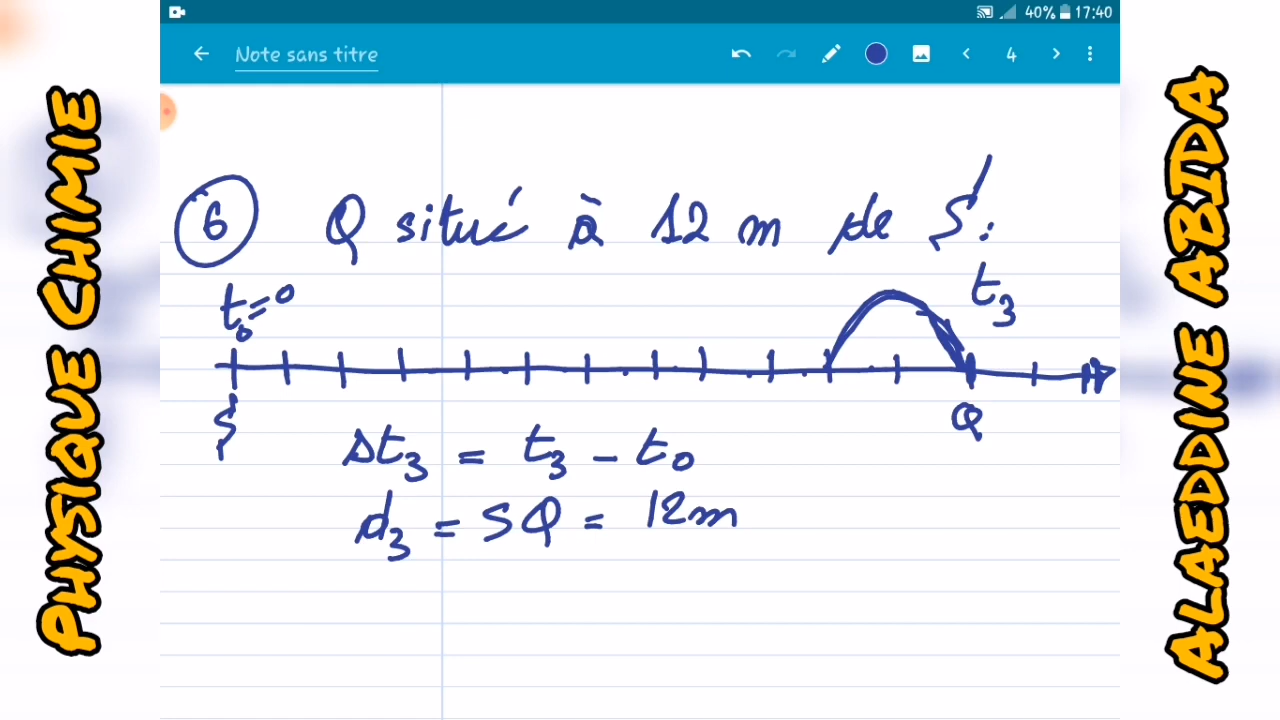 40% 17:40
Note sans titre
4
PHYSIQUE CHIMIE
ALAEDDINE ABIDA
6 Q situé à 12 m de S.
t₀=0
t₃
S
Q
Δt₃ = t₃ - t₀
d₃ = SQ = 12m